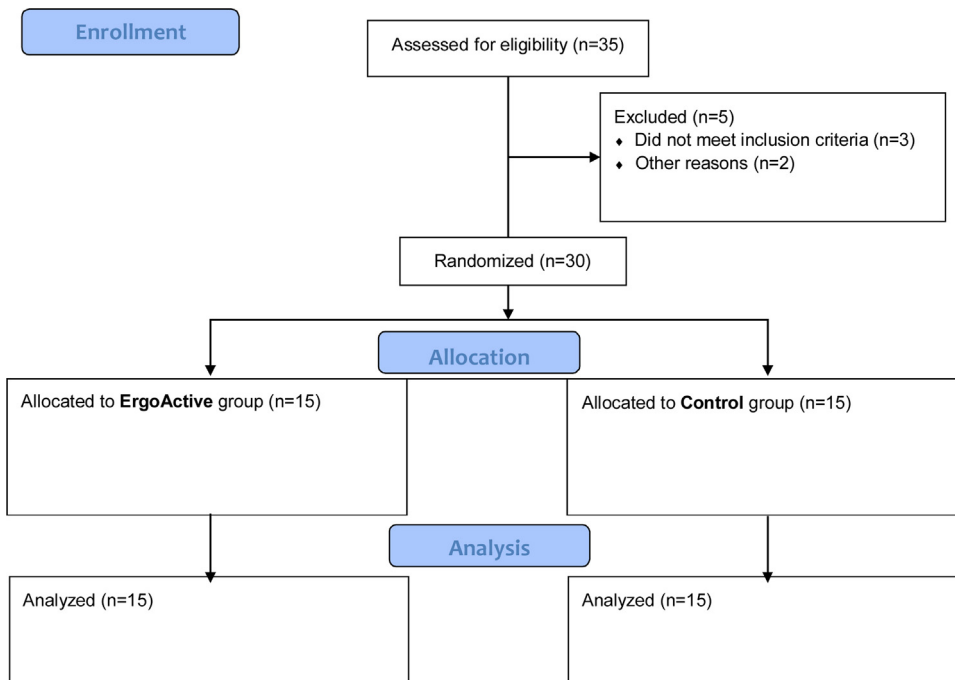 Enrollment
Assessed for eligibility (n=35)
Excluded (n=5)
♦ Did not meet inclusion criteria (n=3)
♦ Other reasons (n=2)
Randomized (n=30)
Allocation
Allocated to ErgoActive group (n=15)
Allocated to Control group (n=15)
Analysis
Analyzed (n=15)
Analyzed (n=15)